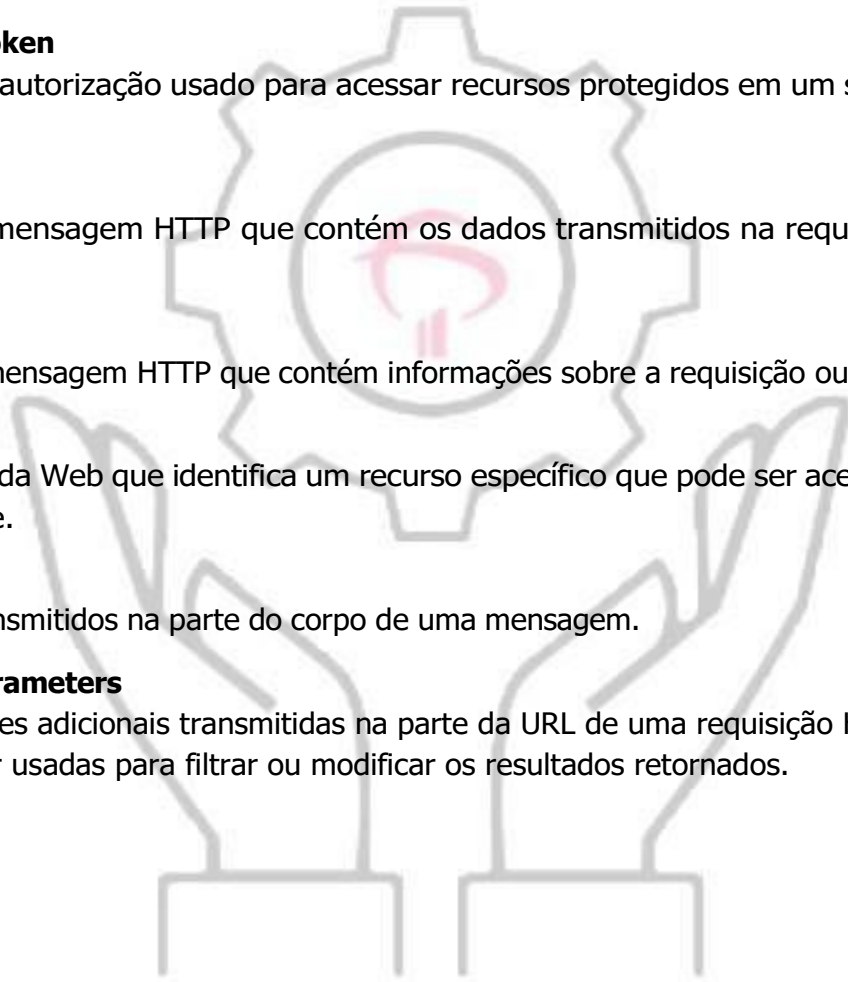 ken
autorização usado para acessar recursos protegidos em um s
mensagem HTTP que contém os dados transmitidos na requ
mensagem HTTP que contém informações sobre a requisição ou
da Web que identifica um recurso específico que pode ser ace
e.
nsmitidos na parte do corpo de uma mensagem.
rameters
es adicionais transmitidas na parte da URL de uma requisição
r usadas para filtrar ou modificar os resultados retornados.